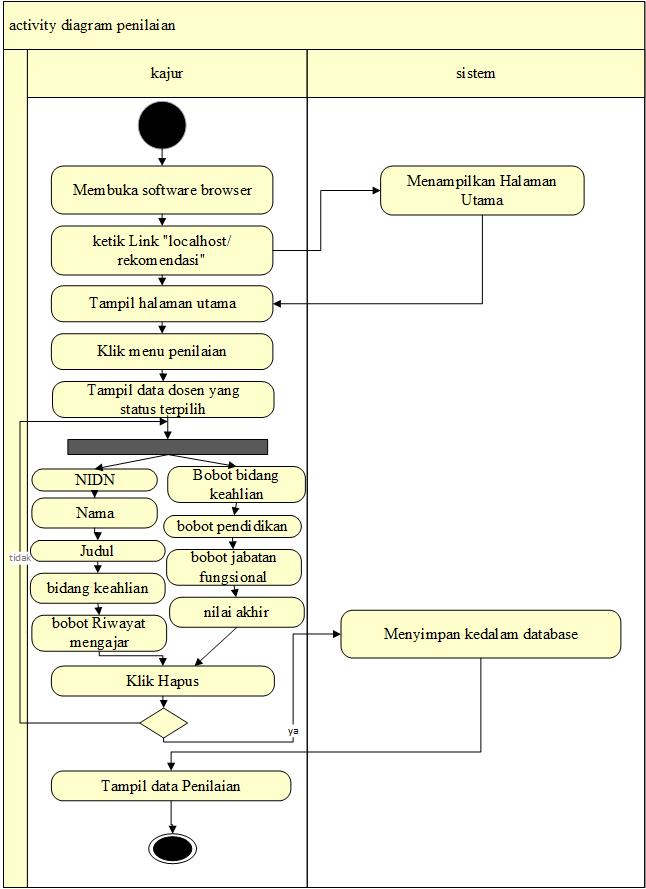 activity diagram penilaian
kajur
sistem
Membuka software browser
Menampilkan Halaman
Utama
ketik Link "localhost/
rekomendasi"
Tampil halaman utama
Klik menu penilaian
Tampil data dosen yang
status terpilih
NIDN
Nama
Judul
bidang keahlian
bobot Riwayat
mengajar
Bobot bidang
keahlian
bobot pendidikan
bobot jabatan
fungsional
nilai akhir
tidak
Menyimpan kedalam database
Klik Hapus
ya
Tampil data Penilaian